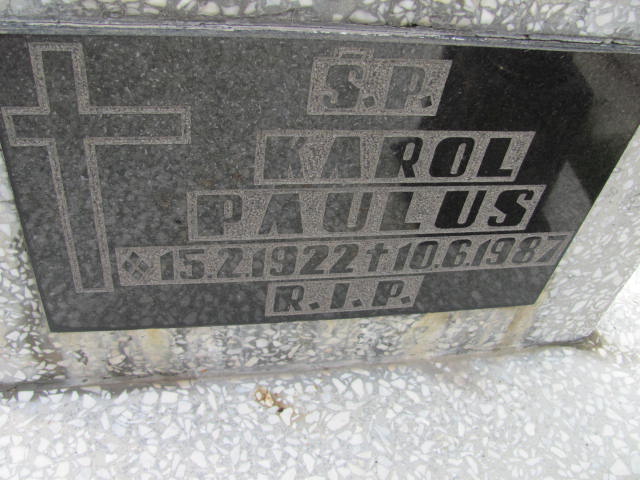 Ś.P.
KAROL
PAULUS
15.2.1922 † 10.6.1987
R.I.P.